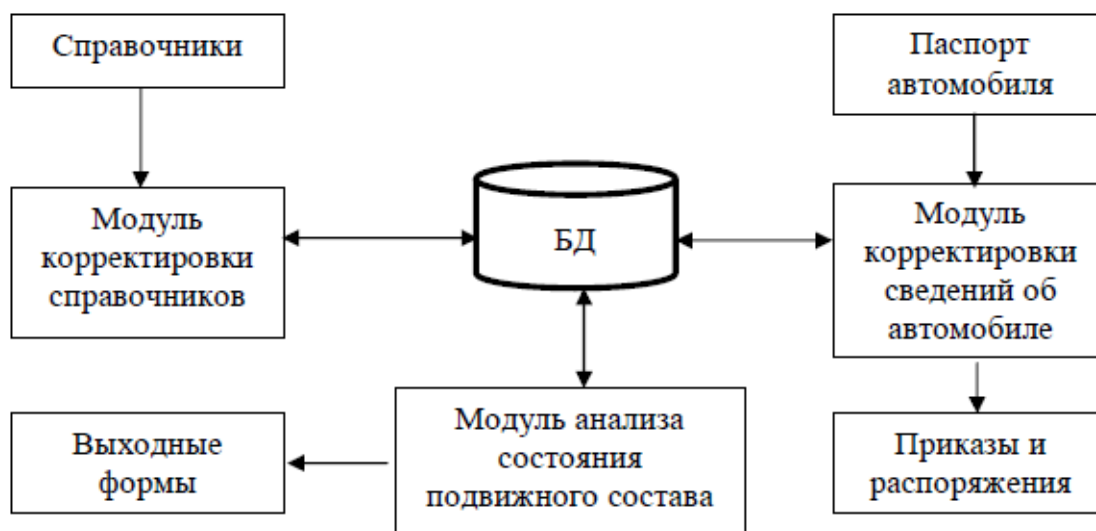 Справочники
Паспорт
автомобиля
Модуль
корректировки
справочников
БД
Модуль
корректировки
сведений об
автомобиле
Выходные
формы
Модуль анализа
состояния
подвижного состава
Приказы и
распоряжения